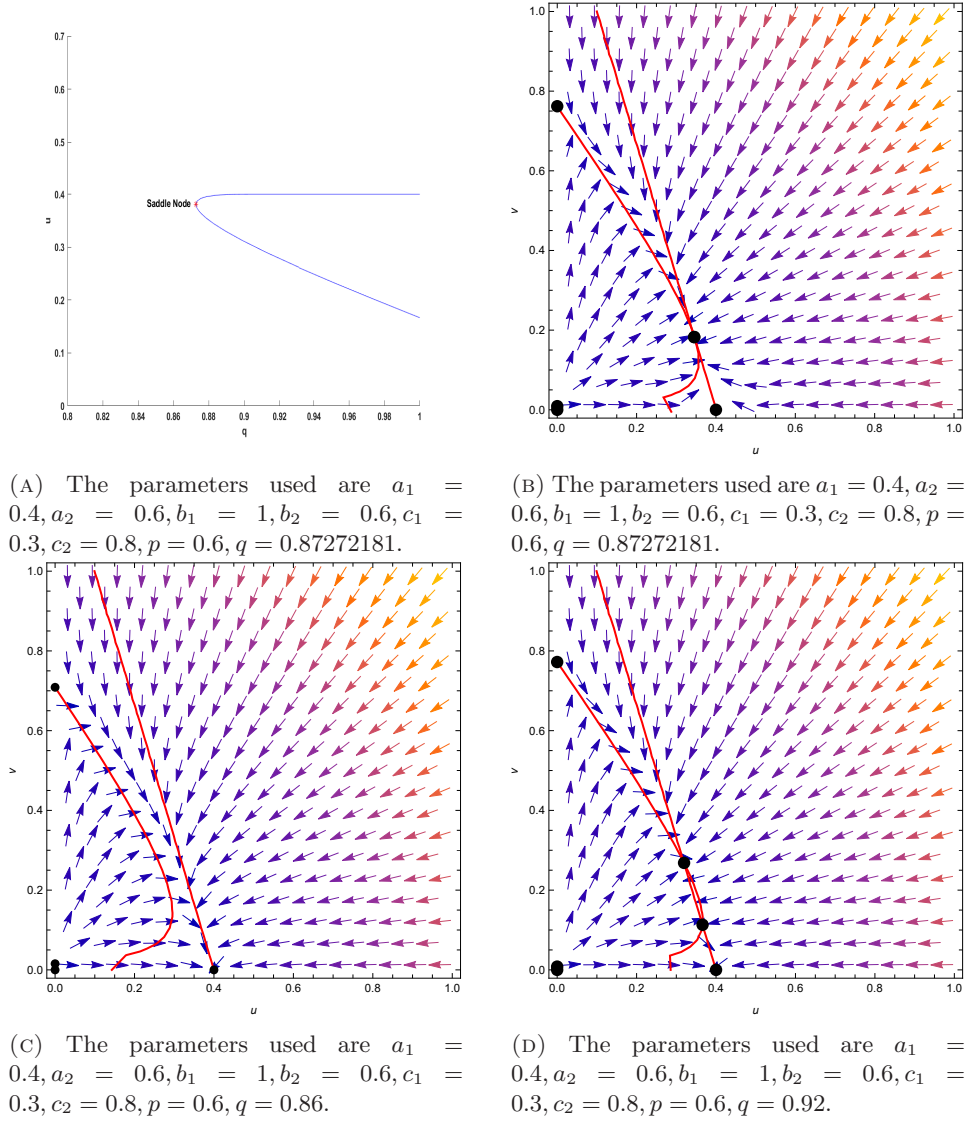 0.7
0.6
0.5
0.4
0.3
0.2
0.1
0
u
Saddle Node
0.8 0.82 0.84 0.86 0.88 0.9 0.92 0.94 0.96 0.98 1
q
1.0
0.8
0.6
0.4
0.2
0.0
v
0.0 0.2 0.4 0.6 0.8 1.0
u
(A) The parameters used are a₁ =
0.4, a₂ = 0.6, b₁ = 1, b₂ = 0.6, c₁ =
0.3, c₂ = 0.8, p = 0.6, q = 0.87272181.
(B) The parameters used are a₁ = 0.4, a₂ =
0.6, b₁ = 1, b₂ = 0.6, c₁ = 0.3, c₂ = 0.8, p =
0.6, q = 0.87272181.
1.0
0.8
0.6
0.4
0.2
0.0
v
0.0 0.2 0.4 0.6 0.8 1.0
u
1.0
0.8
0.6
0.4
0.2
0.0
v
0.0 0.2 0.4 0.6 0.8 1.0
u
(C) The parameters used are a₁ =
0.4, a₂ = 0.6, b₁ = 1, b₂ = 0.6, c₁ =
0.3, c₂ = 0.8, p = 0.6, q = 0.86.
(D) The parameters used are a₁ =
0.4, a₂ = 0.6, b₁ = 1, b₂ = 0.6, c₁ =
0.3, c₂ = 0.8, p = 0.6, q = 0.92.